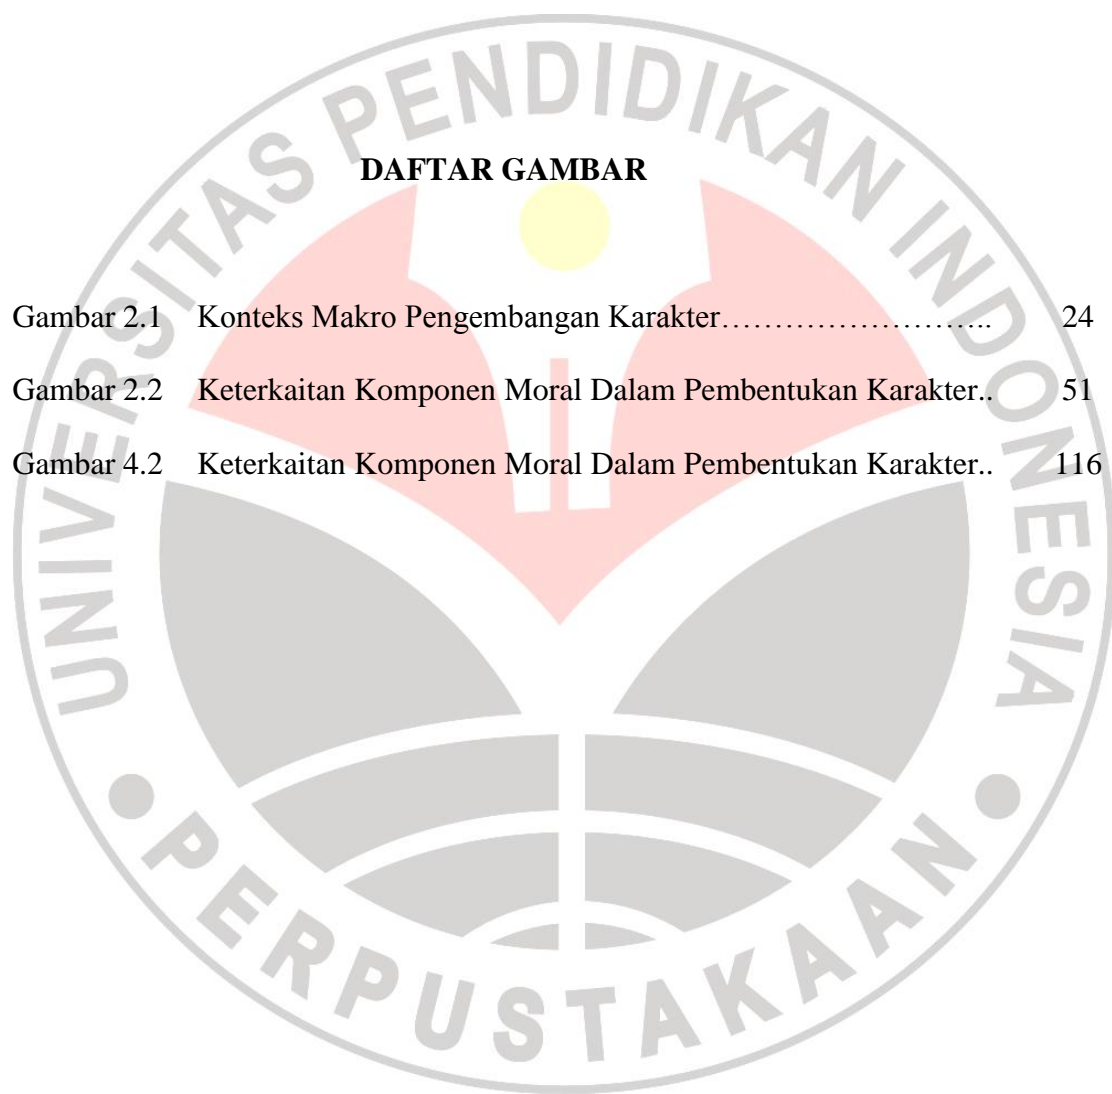 DAFTAR GAMBAR
Gambar 2.1 Konteks Makro Pengembangan Karakter…………………….. 24
Gambar 2.2 Keterkaitan Komponen Moral Dalam Pembentukan Karakter.. 51
Gambar 4.2 Keterkaitan Komponen Moral Dalam Pembentukan Karakter.. 116
UNIVERSITAS PENDIDIKAN INDONESIA
PERPUSTAKAAN